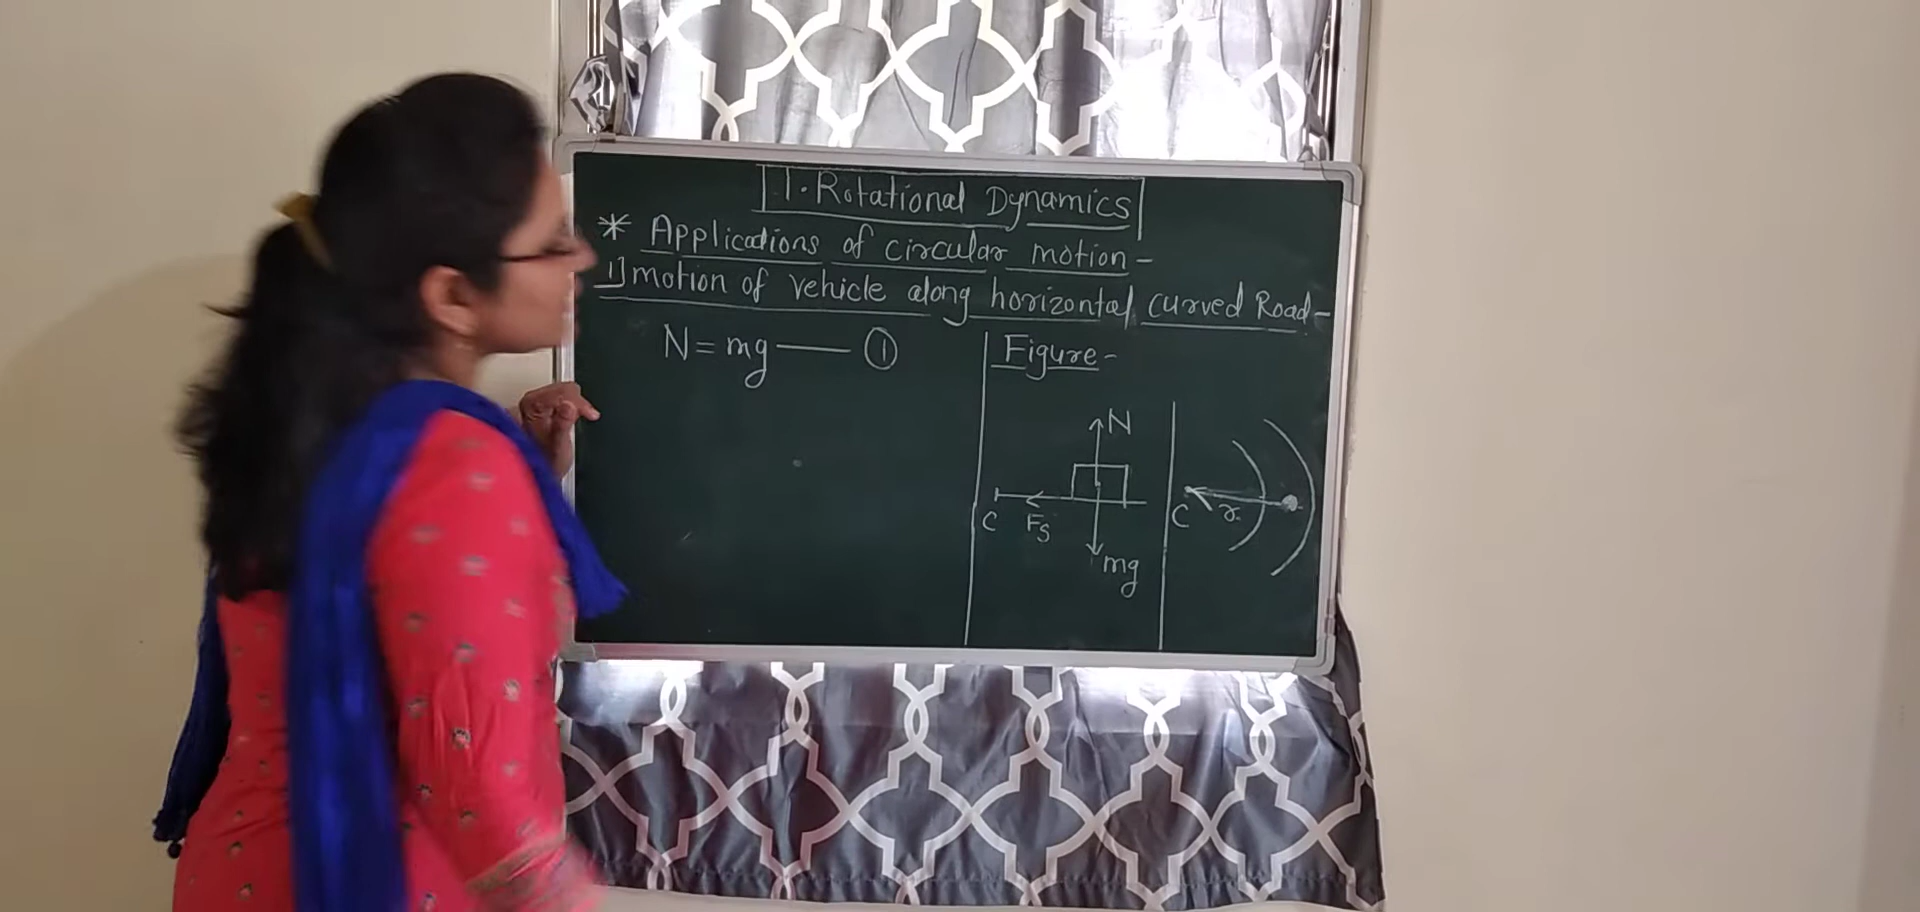 1. Rotational Dynamics
* Applications of circular motion -
1] motion of vehicle along horizontal curved Road -
N = mg —— ①
Figure -
N
C
Fs
mg
C
r